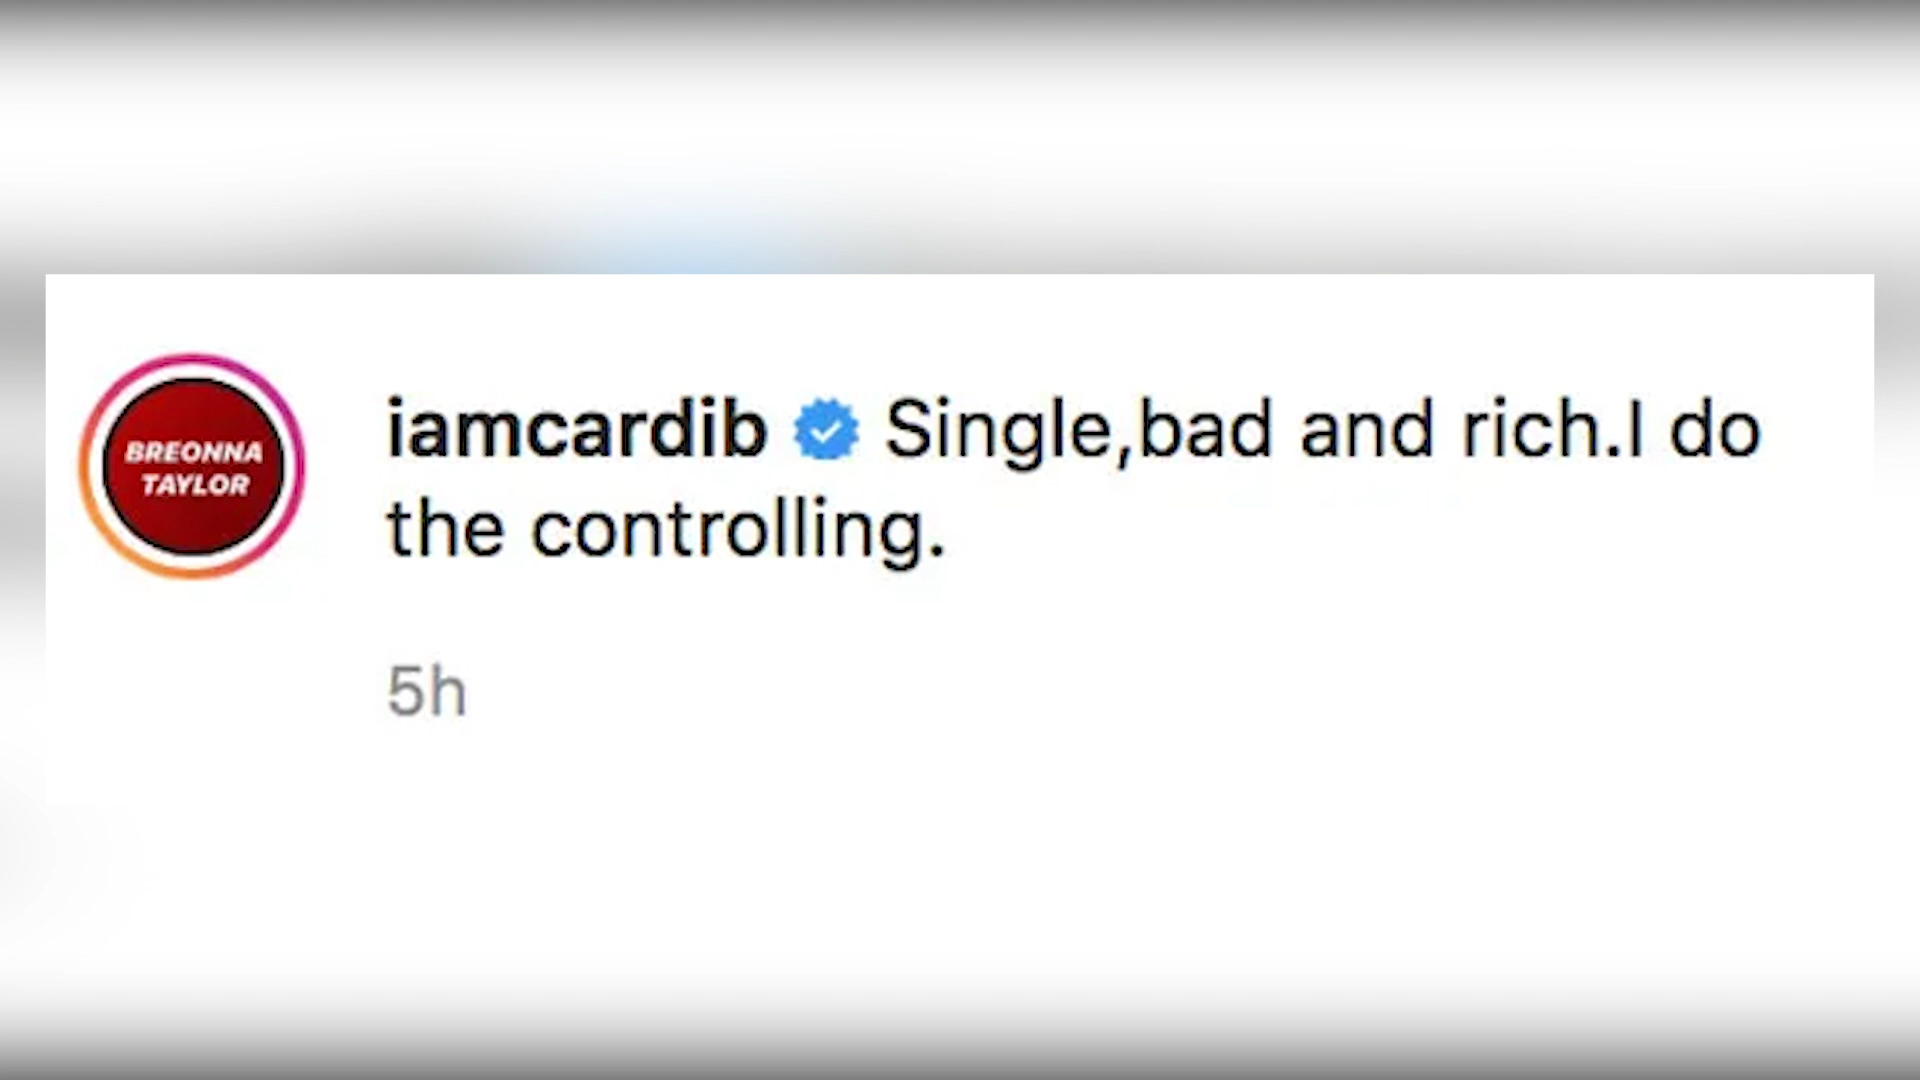 BREONNA
TAYLOR
iamcardib Single,bad and rich.I do
the controlling.
5h